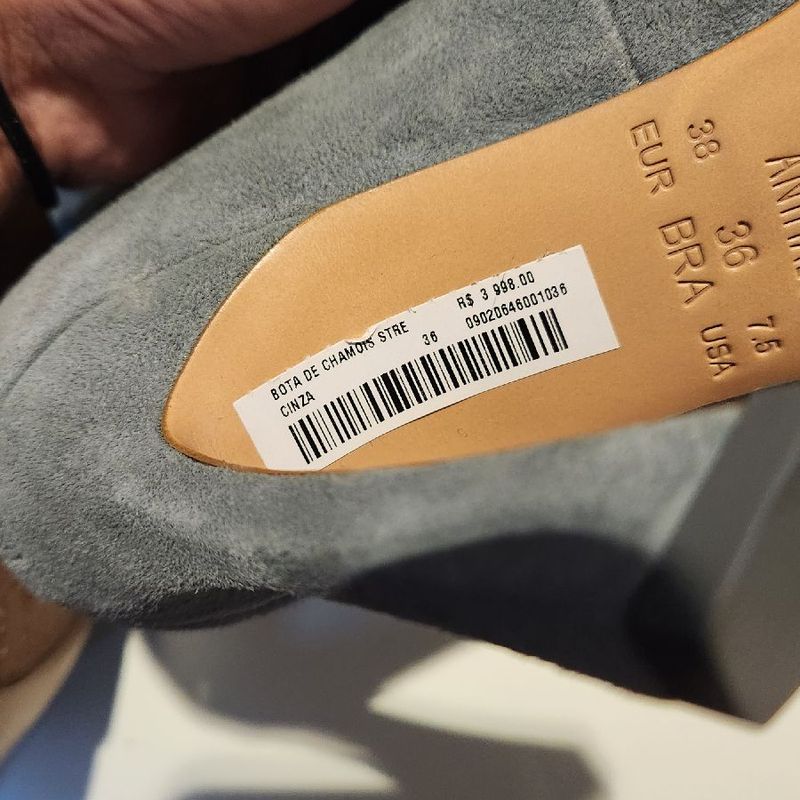 BOTA DE CHAMOIS STRE R$ 3 998.00
CINZA 36 09020646001036
38 36 7.5
EUR BRA USA